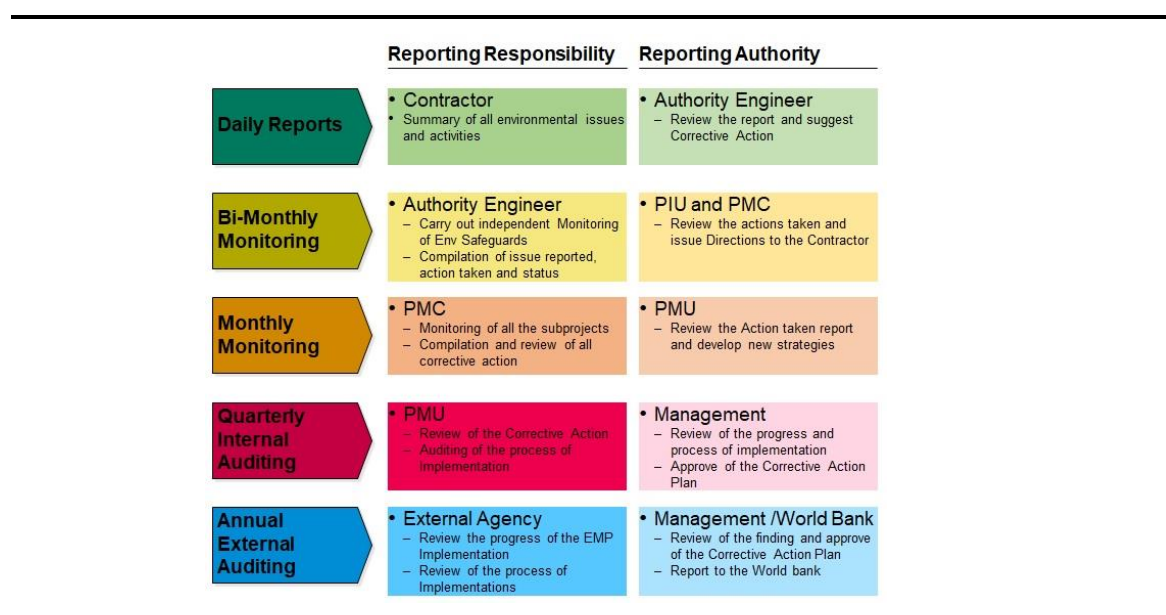 Reporting Responsibility
Reporting Authority
Daily Reports
• Contractor
• Summary of all environmental issues
and activities
• Authority Engineer
– Review the report and suggest
Corrective Action
Bi-Monthly
Monitoring
• Authority Engineer
– Carry out independent Monitoring
of Env Safeguards
– Compilation of issue reported,
action taken and status
• PIU and PMC
– Review the actions taken and
issue Directions to the Contractor
Monthly
Monitoring
• PMC
– Monitoring of all the subprojects
– Compilation and review of all
corrective action
• PMU
– Review the Action taken report
and develop new strategies
Quarterly
Internal
Auditing
• PMU
– Review of the Corrective Action
– Auditing of the process of
Implementation
• Management
– Review of the progress and
process of implementation
– Approve of the Corrective Action
Plan
Annual
External
Auditing
• External Agency
– Review the progress of the EMP
Implementation
– Review of the process of
Implementations
• Management /World Bank
– Review of the finding and approve
of the Corrective Action Plan
– Report to the World bank